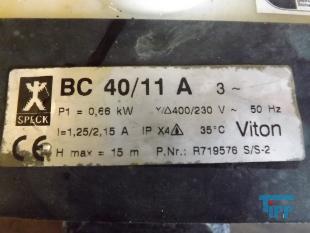 SPECK
BC 40/11 A 3 ~
P1 = 0,66 kW Y/Δ400/230 V ~ 50 Hz
I=1,25/2,15 A IP X4 35°C Viton
CE H max = 15 m P.Nr.: R719576 S/S-2
TIPP